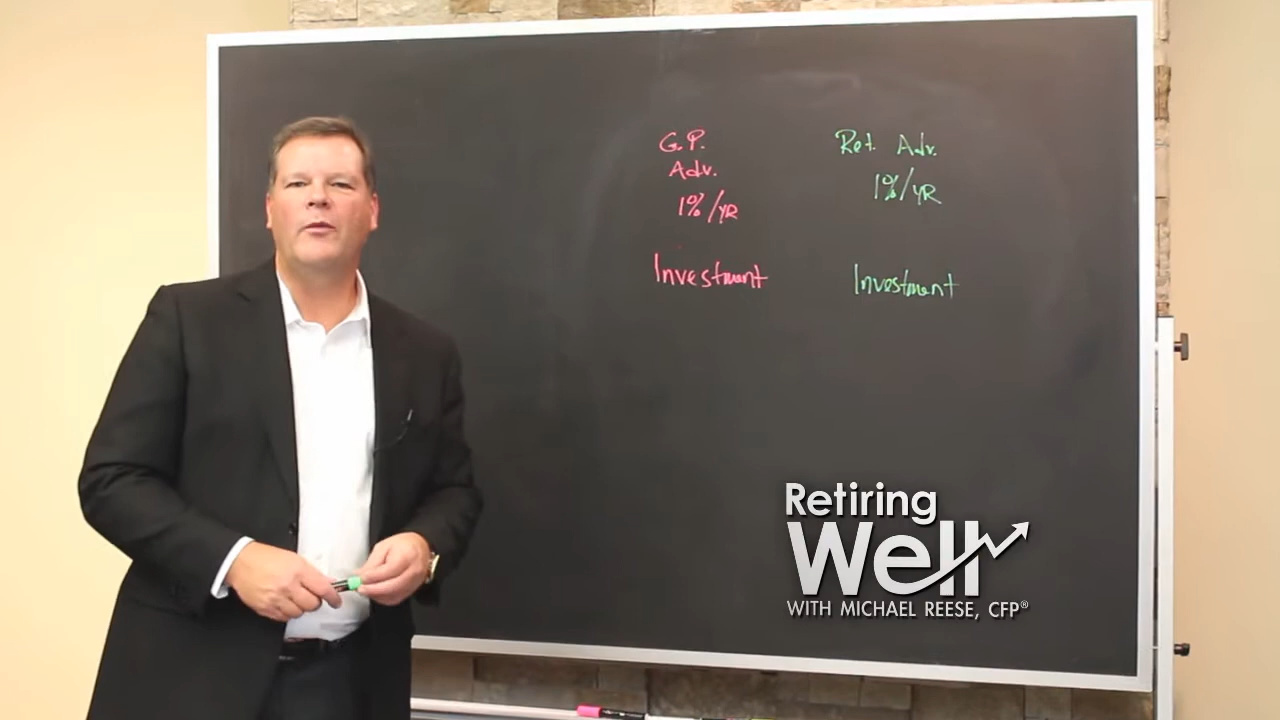 G.P.
Adv.
1%/YR
Investment
Ret. Adv.
1%/YR
Investment
Retiring
Well
WITH MICHAEL REESE, CFP®